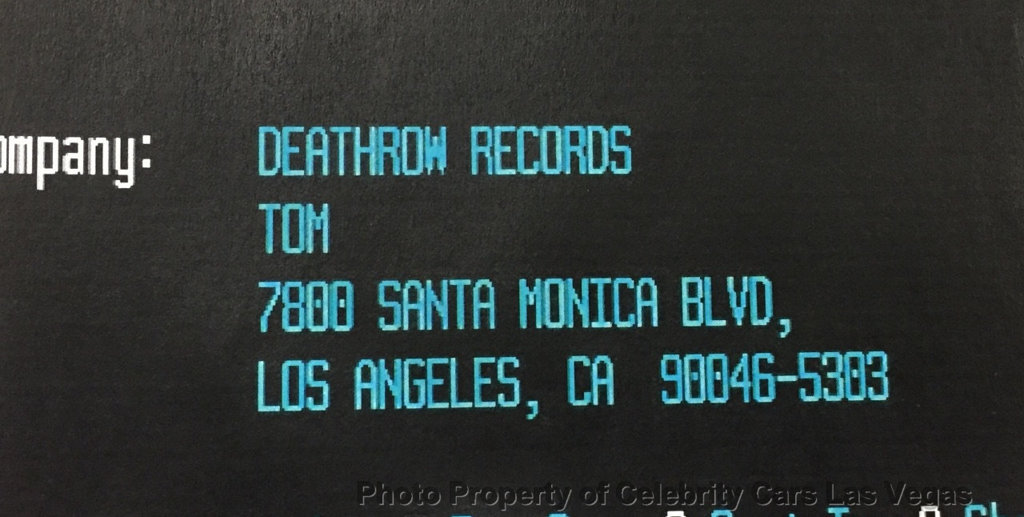 ompany: DEATHROW RECORDS
TOM
7800 SANTA MONICA BLVD,
LOS ANGELES, CA 90046-5303
Photo Property of Celebrity Cars Las Vegas